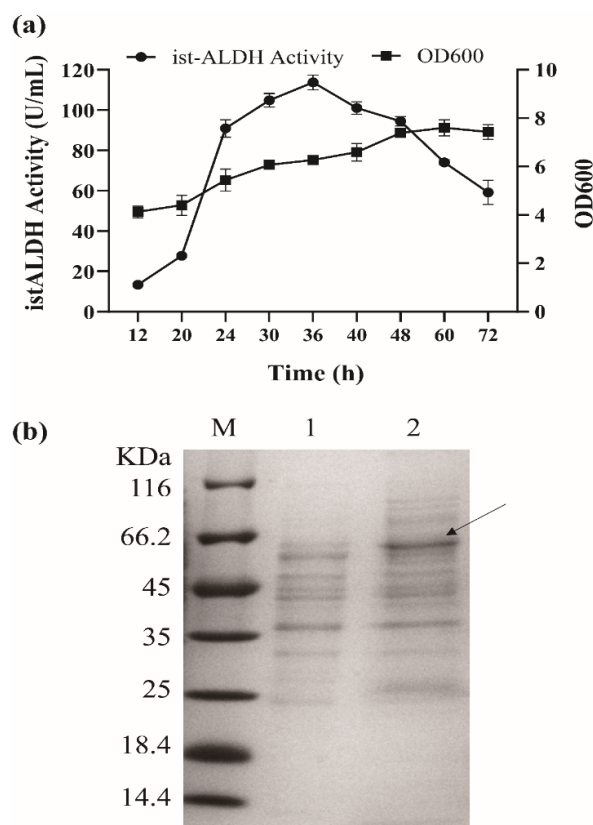 (a)
ist-ALDH Activity OD600
istALDH Activity (U/mL)
120
100
80
60
40
20
0
10
8
6
4
2
0
OD600
12 20 24 30 36 40 48 60 72
Time (h)
(b)
M 1 2
KDa
116
66.2
45
35
25
18.4
14.4